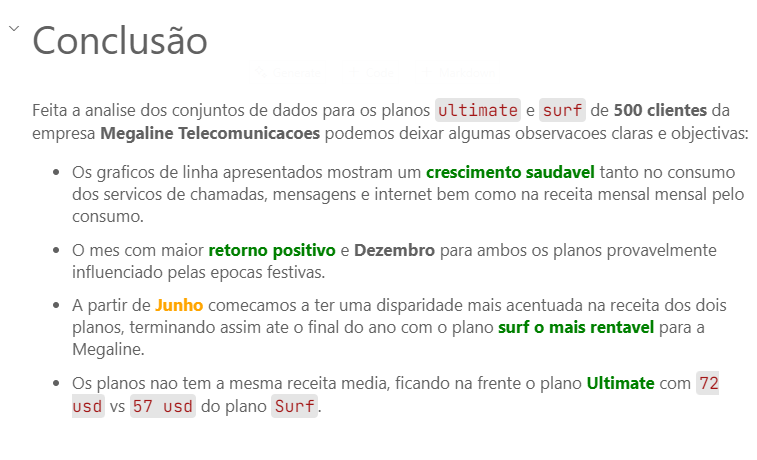 Conclusão
Feita a analise dos conjuntos de dados para os planos ultimate e surf de 500 clientes da
empresa Megaline Telecomunicacoes podemos deixar algumas observacoes claras e objectivas:
• Os graficos de linha apresentados mostram um crescimento saudavel tanto no consumo
dos servicos de chamadas, mensagens e internet bem como na receita mensal mensal pelo
consumo.
• O mes com maior retorno positivo e Dezembro para ambos os planos provavelmente
influenciado pelas epocas festivas.
• A partir de Junho comecamos a ter uma disparidade mais acentuada na receita dos dois
planos, terminando assim ate o final do ano com o plano surf o mais rentavel para a
Megaline.
• Os planos nao tem a mesma receita media, ficando na frente o plano Ultimate com 72
usd vs 57 usd do plano Surf.